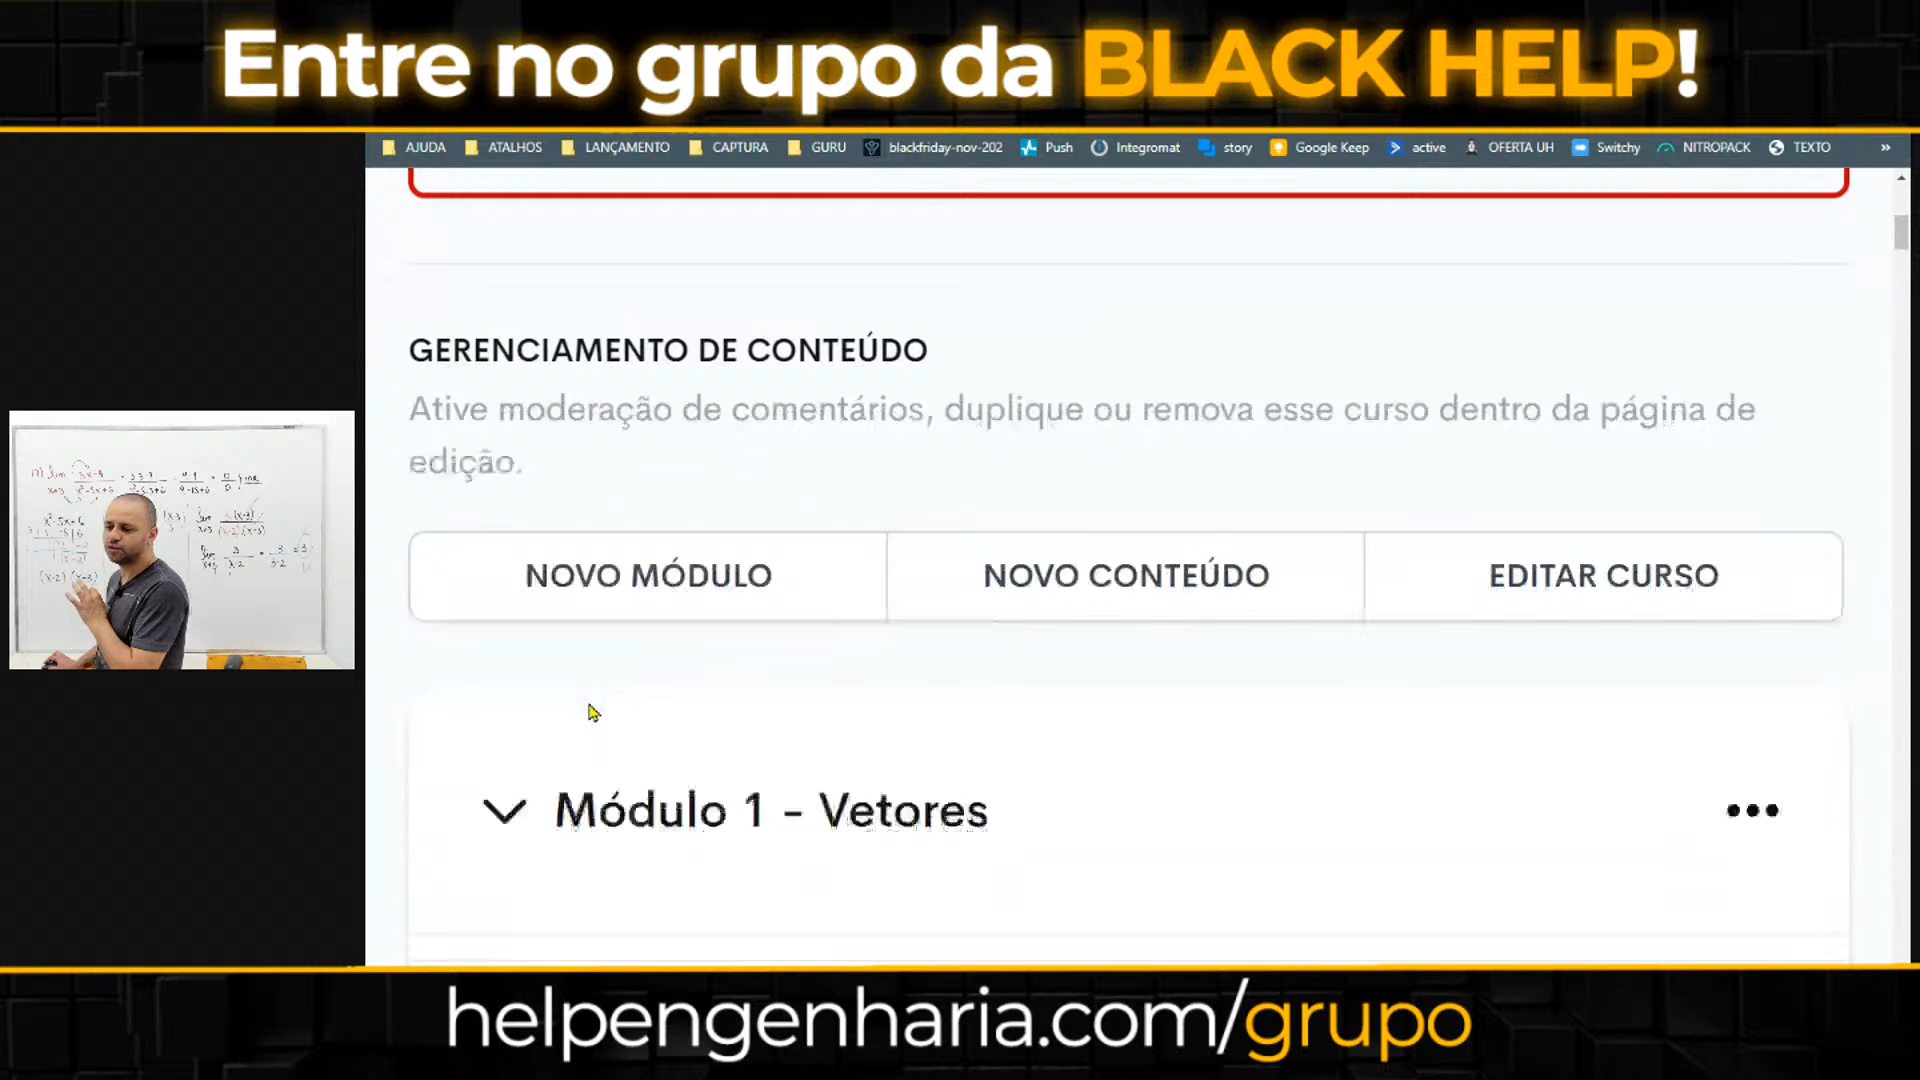 Entre no grupo da BLACK HELP!
AJUDA ATALHOS LANÇAMENTO CAPTURA GURU blackfriday-nov-202 Push Integromat story Google Keep active OFERTA UH Switchy NITROPACK TEXTO »
GERENCIAMENTO DE CONTEÚDO
Ative moderação de comentários, duplique ou remova esse curso dentro da página de
edição.
NOVO MÓDULO NOVO CONTEÚDO EDITAR CURSO
Módulo 1 - Vetores
helpengenharia.com/grupo